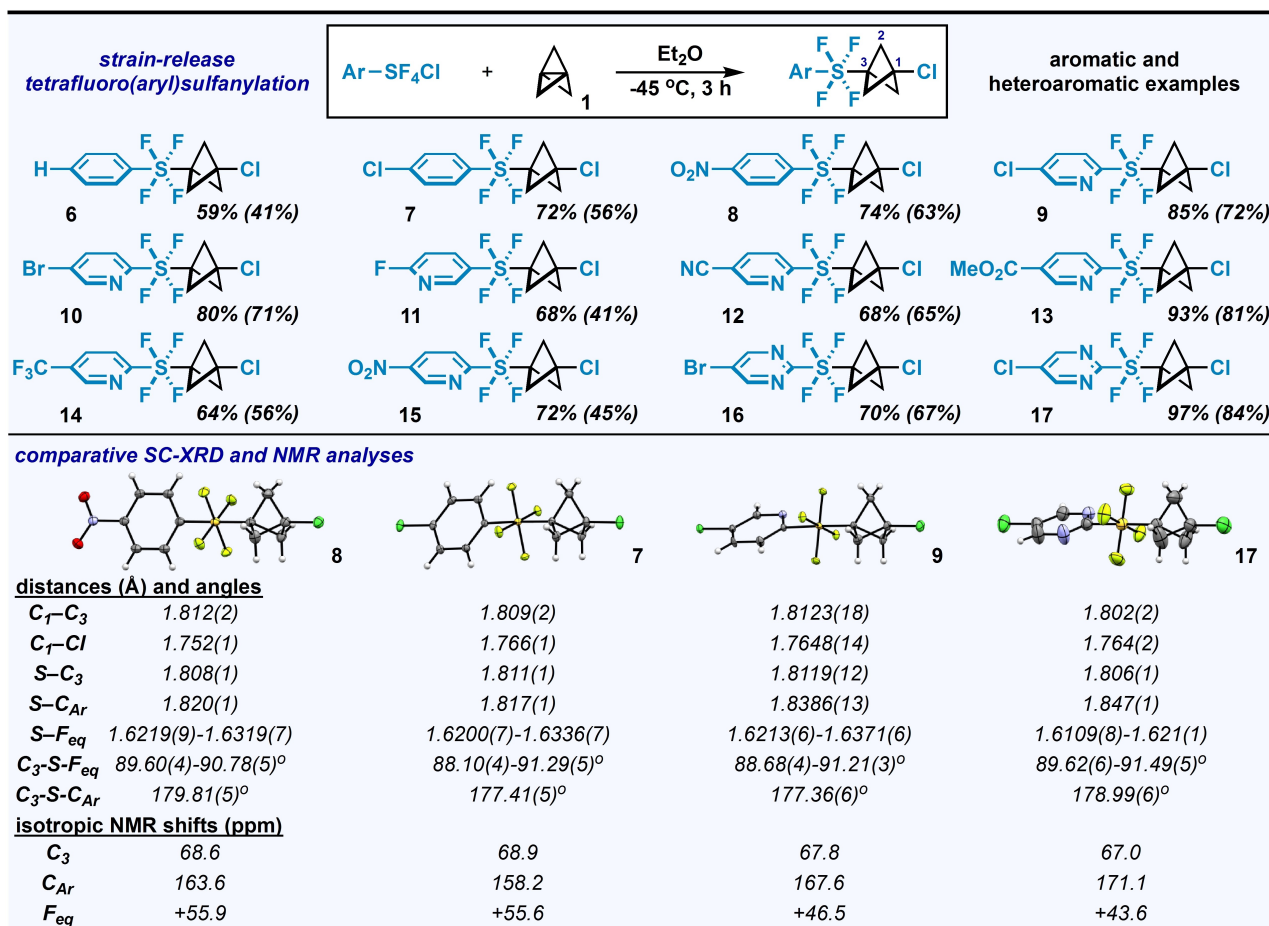 strain-release
tetrafluoro(aryl)sulfanylation
Ar–SF4Cl + 1
Et2O
-45 °C, 3 h
F F 2
Ar S 3 1 Cl
F F
aromatic and
heteroaromatic examples
F F F F F F F F
H S Cl Cl S Cl O2N S Cl Cl N S Cl
F F F F F F F F
6 59% (41%) 7 72% (56%) 8 74% (63%) 9 85% (72%)
F F F F F F F F
Br N S Cl F N S Cl NC N S Cl MeO2C N S Cl
F F F F F F F F
10 80% (71%) 11 68% (41%) 12 68% (65%) 13 93% (81%)
F F F F F F F F
F3C N S Cl O2N N S Cl Br N N S Cl Cl N N S Cl
F F F F F F F F
14 64% (56%) 15 72% (45%) 16 70% (67%) 17 97% (84%)
comparative SC-XRD and NMR analyses
8 7 9 17
distances (Å) and angles
C1–C3 1.812(2) 1.809(2) 1.8123(18) 1.802(2)
C1–Cl 1.752(1) 1.766(1) 1.7648(14) 1.764(2)
S–C3 1.808(1) 1.811(1) 1.8119(12) 1.806(1)
S–CAr 1.820(1) 1.817(1) 1.8386(13) 1.847(1)
S–Feq 1.6219(9)-1.6319(7) 1.6200(7)-1.6336(7) 1.6213(6)-1.6371(6) 1.6109(8)-1.621(1)
C3-S-Feq 89.60(4)-90.78(5)° 88.10(4)-91.29(5)° 88.68(4)-91.21(3)° 89.62(6)-91.49(5)°
C3-S-CAr 179.81(5)° 177.41(5)° 177.36(6)° 178.99(6)°
isotropic NMR shifts (ppm)
C3 68.6 68.9 67.8 67.0
CAr 163.6 158.2 167.6 171.1
Feq +55.9 +55.6 +46.5 +43.6